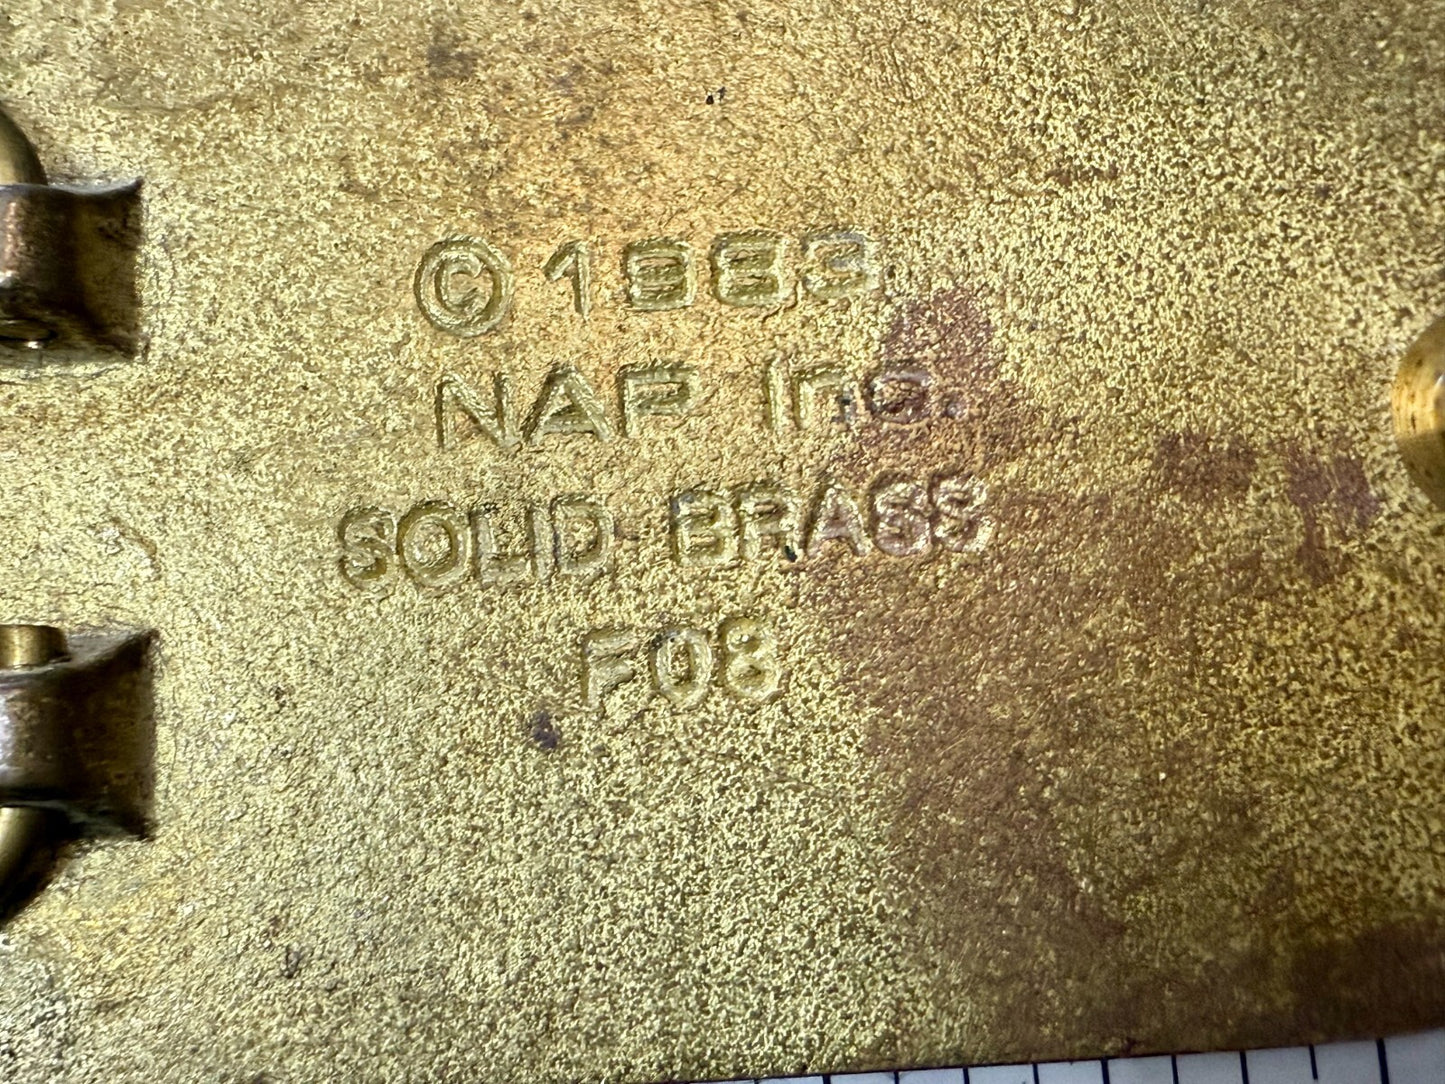 © 1983
NAP Inc.
SOLID BRASS
F08